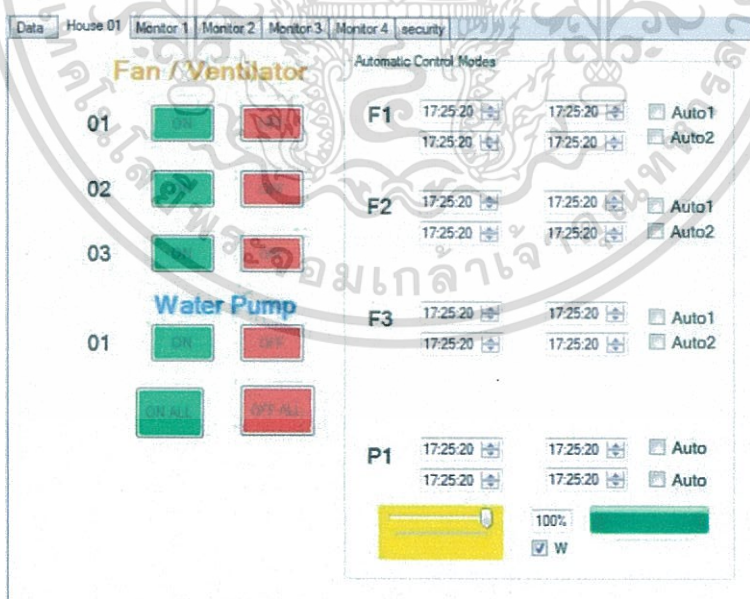 Data House 01 Monitor 1 Monitor 2 Monitor 3 Monitor 4 security
Fan / Ventilator
01 ON
02 ON OFF
03 ON
Water Pump
01 ON OFF
ON ALL OFF ALL
Automatic Control Modes
F1 17:25:20 17:25:20 Auto1
17:25:20 17:25:20 Auto2
F2 17:25:20 17:25:20 Auto1
17:25:20 17:25:20 Auto2
F3 17:25:20 17:25:20 Auto1
17:25:20 17:25:20 Auto2
P1 17:25:20 17:25:20 Auto
17:25:20 17:25:20 Auto
100%
W